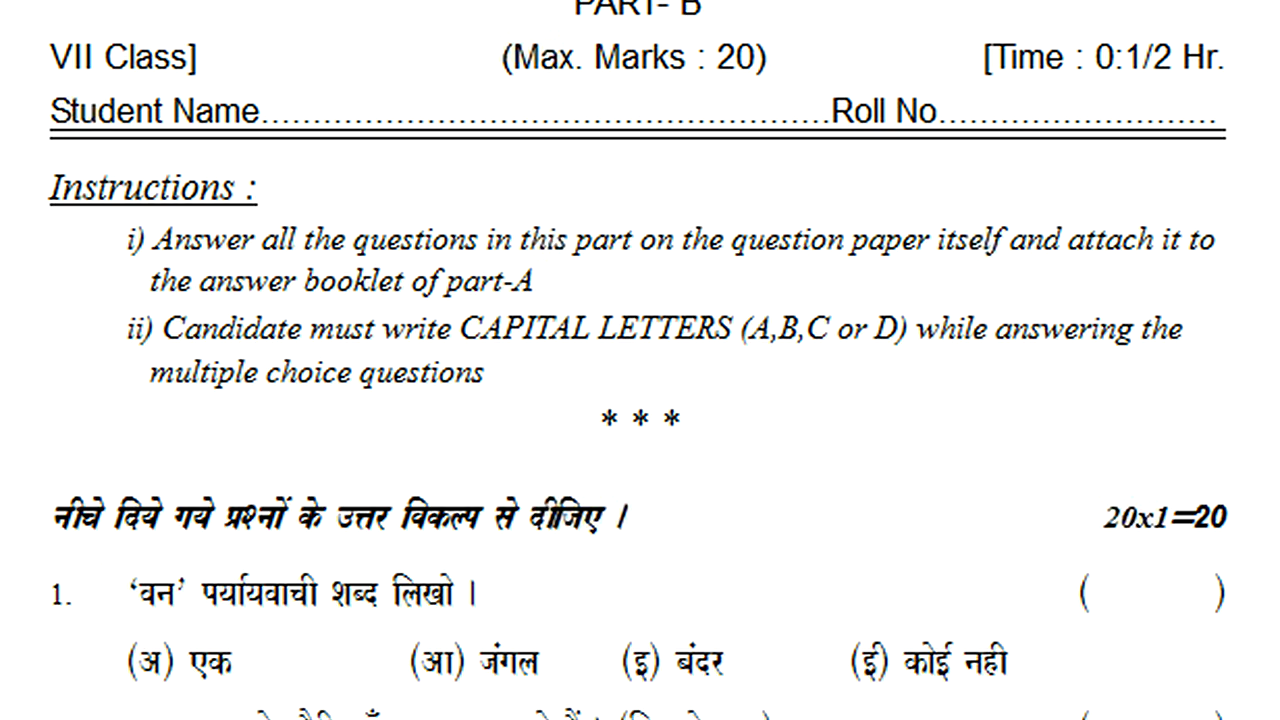 PART- B
VII Class] (Max. Marks : 20) [Time : 0:1/2 Hr.
Student Name......................................................Roll No..........................
Instructions :
i) Answer all the questions in this part on the question paper itself and attach it to
the answer booklet of part-A
ii) Candidate must write CAPITAL LETTERS (A,B,C or D) while answering the
multiple choice questions
* * *
नीचे दिये गये प्रश्नों के उत्तर विकल्प से दीजिए । 20x1=20
1. ‘वन’ पर्यायवाची शब्द लिखो । ( )
(अ) एक (आ) जंगल (इ) बंदर (ई) कोई नही